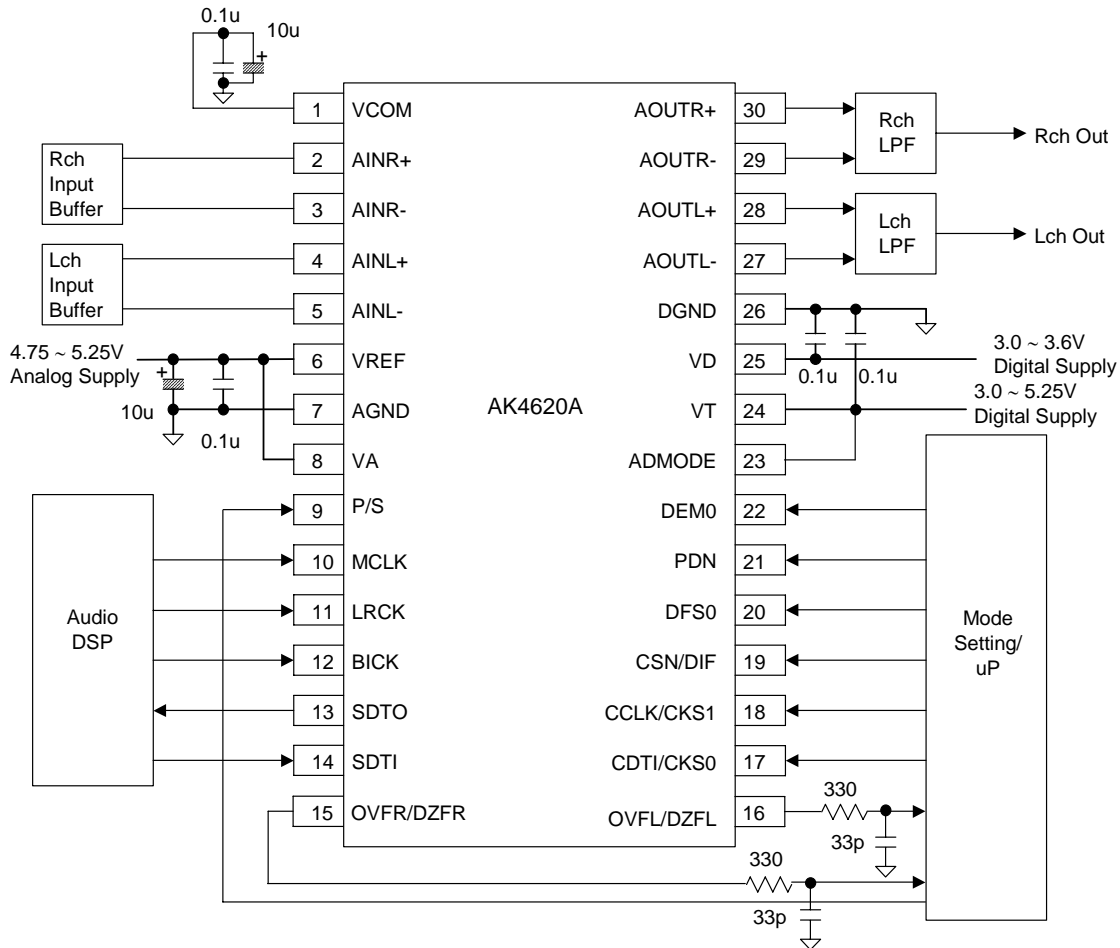 0.1u
10u
+
1 VCOM
AOUTR+ 30
Rch
LPF
Rch Out
Rch
Input
Buffer
2 AINR+
AOUTR- 29
3 AINR-
AOUTL+ 28
Lch
LPF
Lch Out
Lch
Input
Buffer
4 AINL+
AOUTL- 27
5 AINL-
DGND 26
4.75 ~ 5.25V
Analog Supply
+
10u
0.1u
6 VREF
VD 25
0.1u
0.1u
3.0 ~ 3.6V
Digital Supply
7 AGND
AK4620A
VT 24
3.0 ~ 5.25V
Digital Supply
8 VA
ADMODE 23
9 P/S
DEM0 22
10 MCLK
PDN 21
Audio
DSP
11 LRCK
DFS0 20
Mode
Setting/
uP
12 BICK
CSN/DIF 19
13 SDTO
CCLK/CKS1 18
14 SDTI
CDTI/CKS0 17
15 OVFR/DZFR
OVFL/DZFL 16
330
33p
330
33p